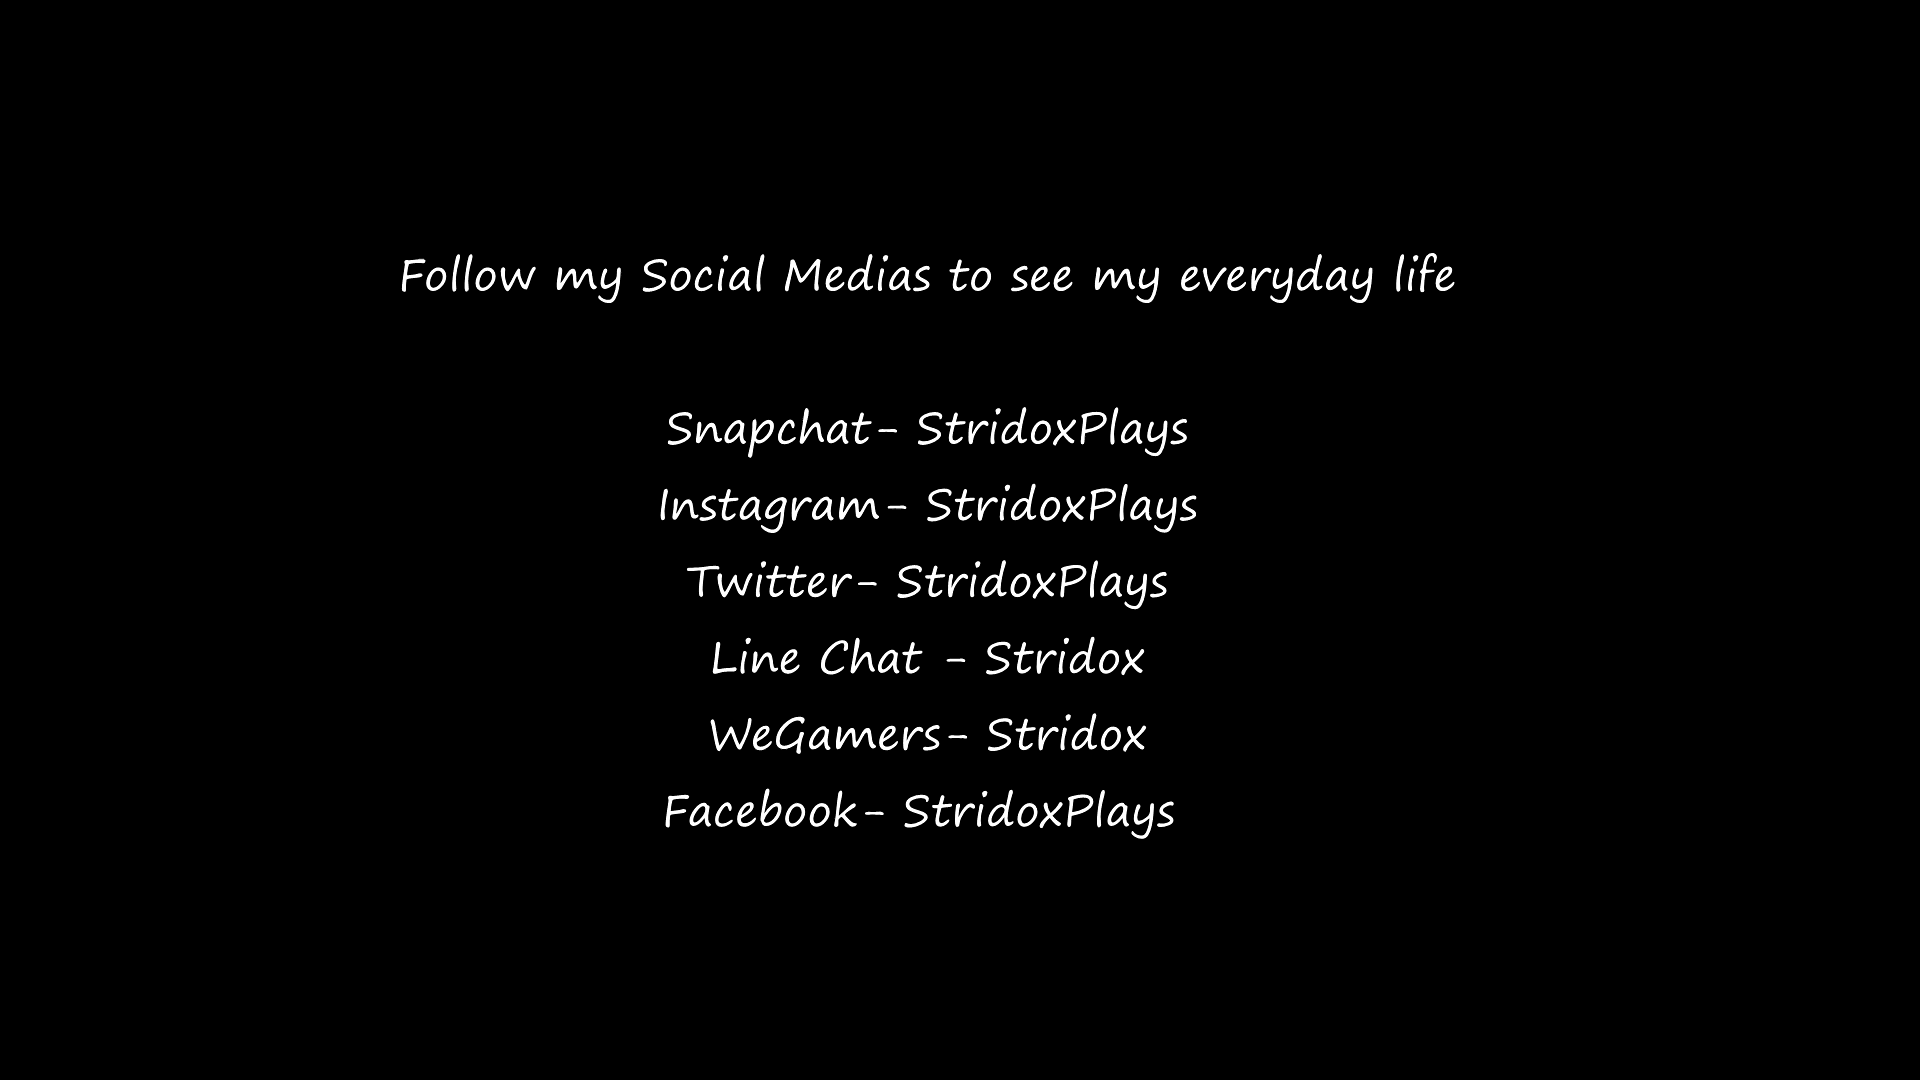 Follow my Social Medias to see my everyday life
Snapchat- StridoxPlays
Instagram- StridoxPlays
Twitter- StridoxPlays
Line Chat - Stridox
WeGamers- Stridox
Facebook- StridoxPlays